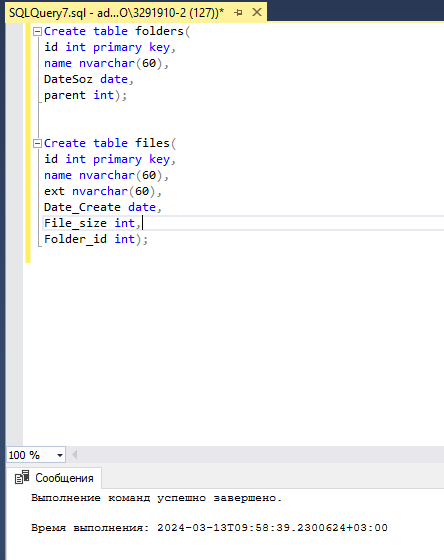 SQLQuery7.sql - ad...O\3291910-2 (127))*
Create table folders(
id int primary key,
name nvarchar(60),
DateSoz date,
parent int);
Create table files(
id int primary key,
name nvarchar(60),
ext nvarchar(60),
Date_Create date,
File_size int,
Folder_id int);
100 %
Сообщения
Выполнение команд успешно завершено.
Время выполнения: 2024-03-13T09:58:39.2300624+03:00